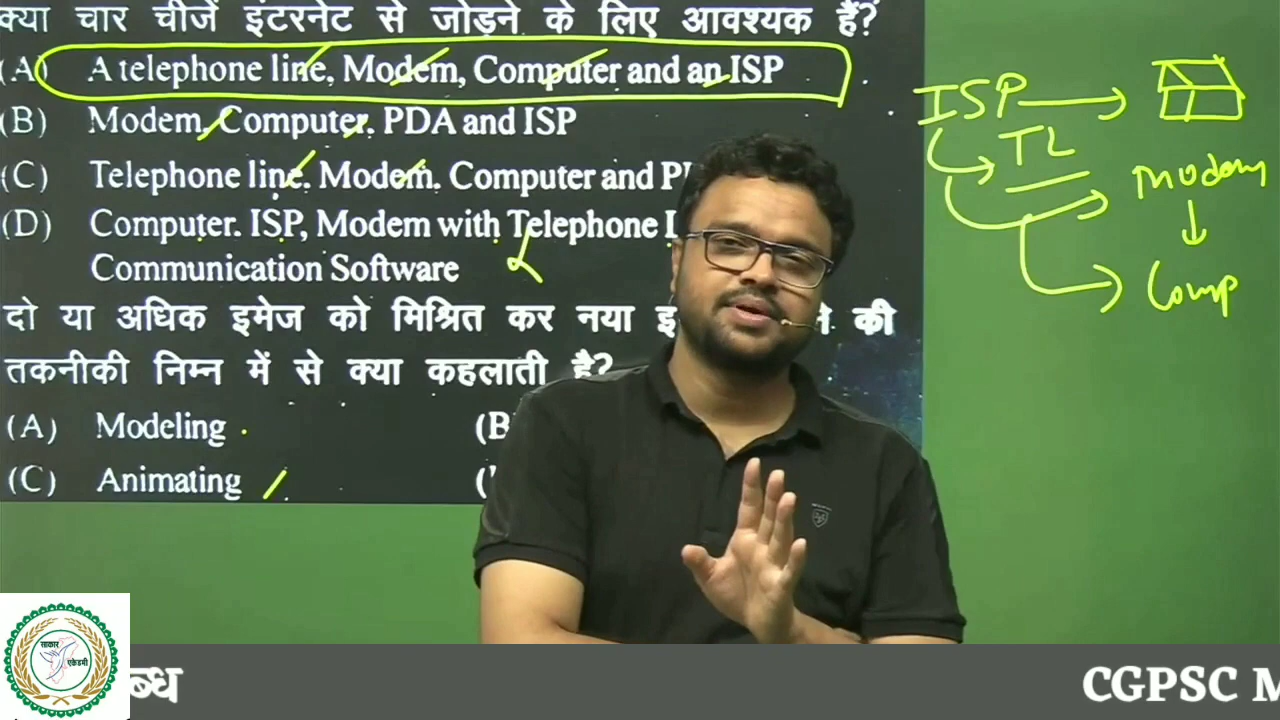 क्या चार चीजें इंटरनेट से जोड़ने के लिए आवश्यक हैं?
(A) A telephone line, Modem, Computer and an ISP
(B) Modem, Computer, PDA and ISP
(C) Telephone line, Modem, Computer and
(D) Computer. ISP, Modem with Telephone
Communication Software
दो या अधिक इमेज को मिश्रित कर नया की
तकनीकी निम्न में से क्या कहलाती है?
(A) Modeling (B
(C) Animating
ISP
TL
Modem
Comp
साकार
एकेडमी
CGPSC